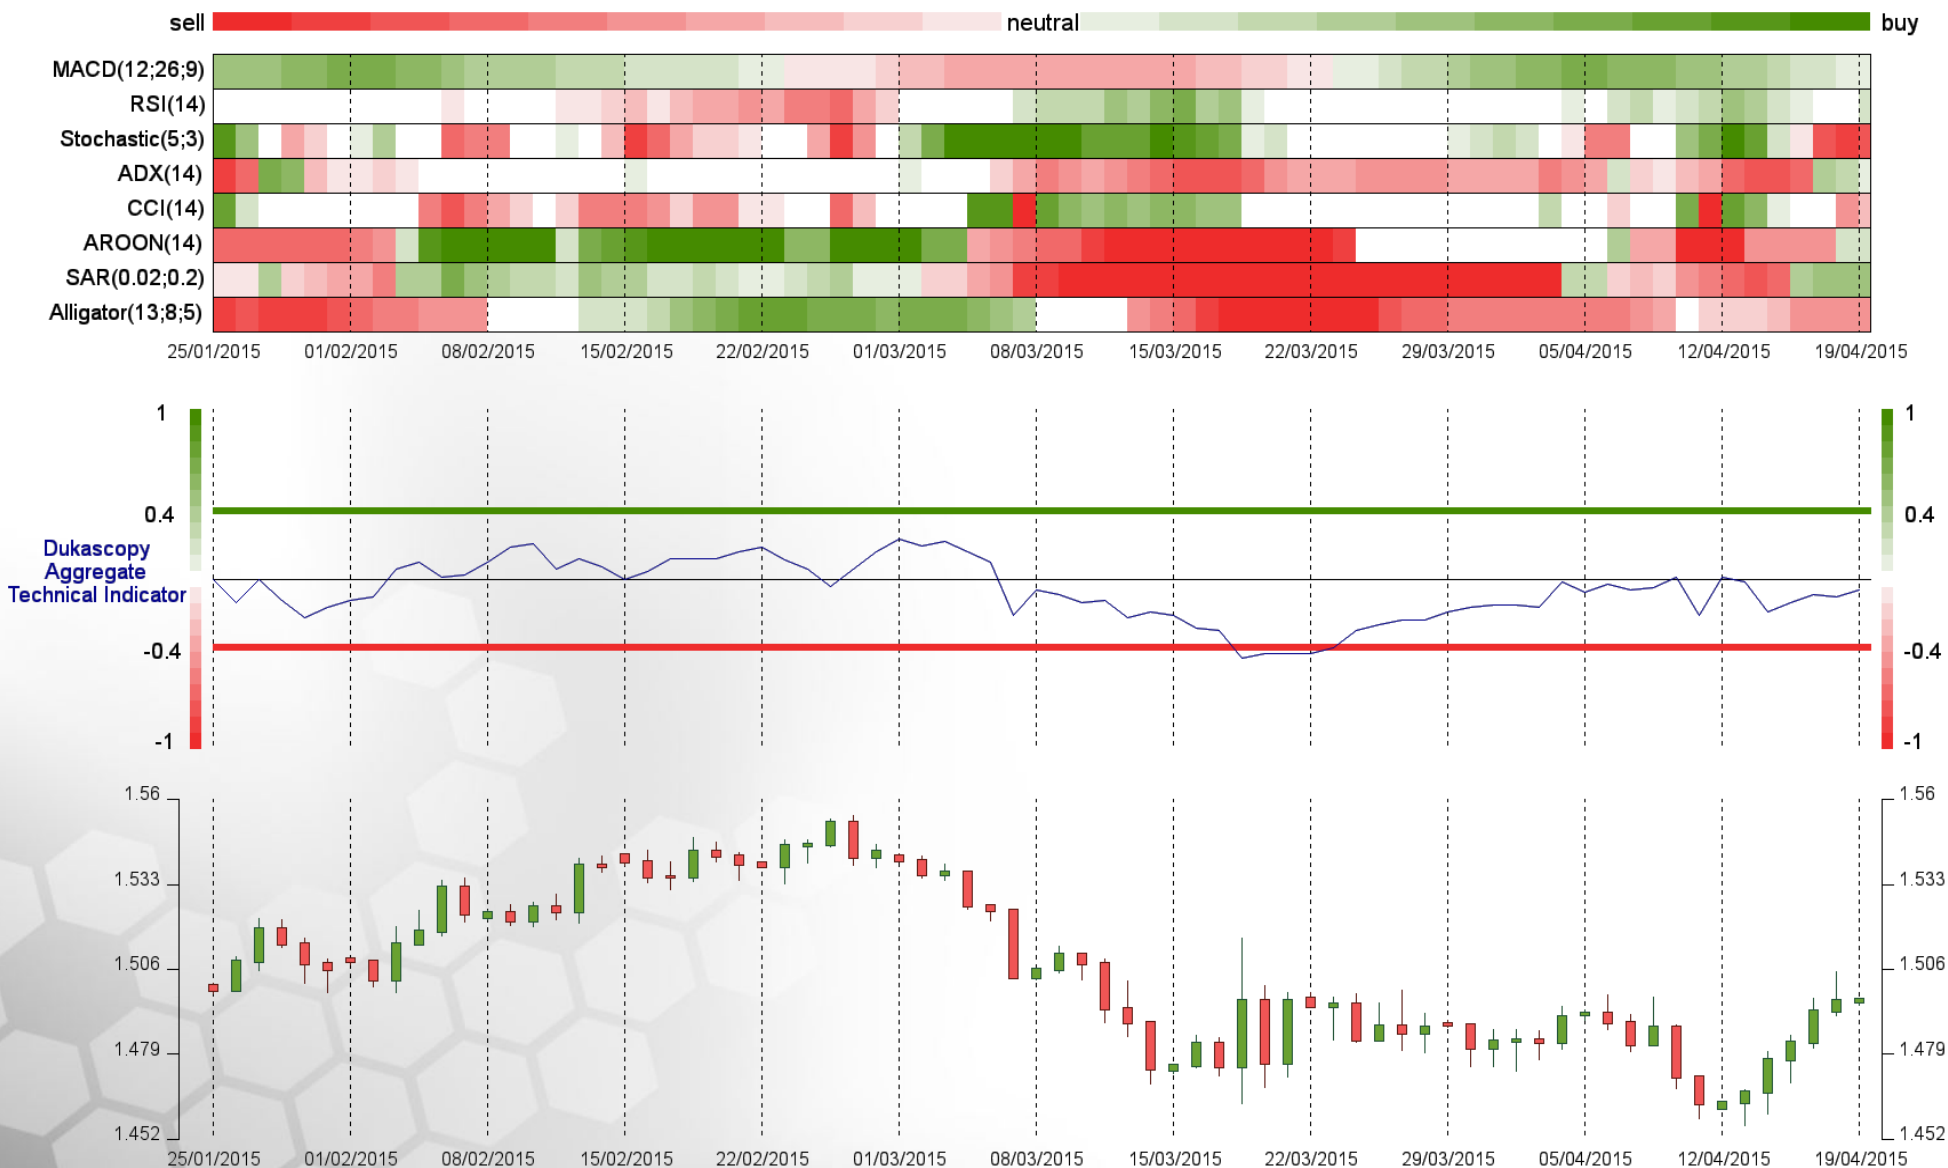 sell neutral buy
MACD(12;26;9)
RSI(14)
Stochastic(5;3)
ADX(14)
CCI(14)
AROON(14)
SAR(0.02;0.2)
Alligator(13;8;5)
25/01/2015 01/02/2015 08/02/2015 15/02/2015 22/02/2015 01/03/2015 08/03/2015 15/03/2015 22/03/2015 29/03/2015 05/04/2015 12/04/2015 19/04/2015
1 1
0.4 0.4
Dukascopy
Aggregate
Technical Indicator
-0.4 -0.4
-1 -1
1.56 1.56
1.533 1.533
1.506 1.506
1.479 1.479
1.452 1.452
25/01/2015 01/02/2015 08/02/2015 15/02/2015 22/02/2015 01/03/2015 08/03/2015 15/03/2015 22/03/2015 29/03/2015 05/04/2015 12/04/2015 19/04/2015